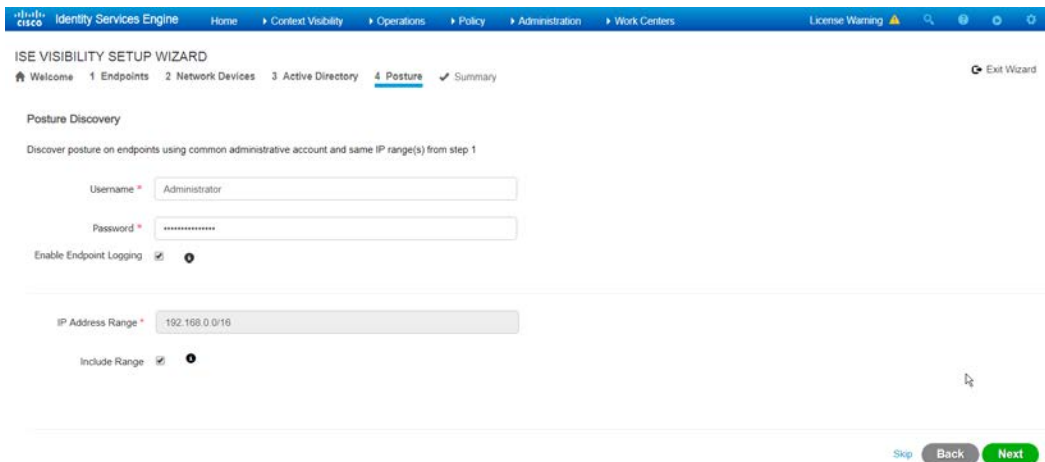 cisco Identity Services Engine Home Context Visibility Operations Policy Administration Work Centers License Warning
ISE VISIBILITY SETUP WIZARD
Welcome 1 Endpoints 2 Network Devices 3 Active Directory 4 Posture Summary Exit Wizard
Posture Discovery
Discover posture on endpoints using common administrative account and same IP range(s) from step 1
Username * Administrator
Password * ••••••••••••••
Enable Endpoint Logging
IP Address Range * 192.168.0.0/16
Include Range
Skip Back Next